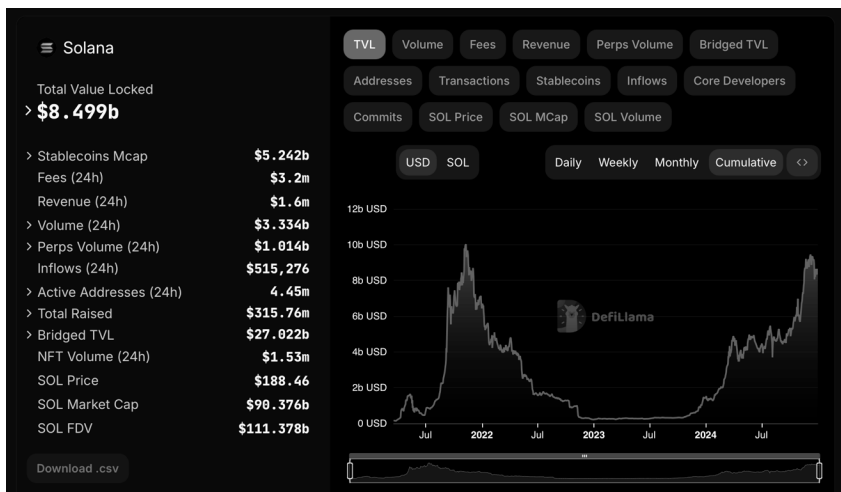 Solana
Total Value Locked
$8.499b
Stablecoins Mcap $5.242b
Fees (24h) $3.2m
Revenue (24h) $1.6m
Volume (24h) $3.334b
Perps Volume (24h) $1.014b
Inflows (24h) $515,276
Active Addresses (24h) 4.45m
Total Raised $315.76m
Bridged TVL $27.022b
NFT Volume (24h) $1.53m
SOL Price $188.46
SOL Market Cap $90.376b
SOL FDV $111.378b
Download .csv
TVL Volume Fees Revenue Perps Volume Bridged TVL
Addresses Transactions Stablecoins Inflows Core Developers
Commits SOL Price SOL MCap SOL Volume
USD SOL Daily Weekly Monthly Cumulative <>
12b USD
10b USD
8b USD
6b USD
4b USD
2b USD
0 USD
DefiLlama
Jul 2022 Jul 2023 Jul 2024 Jul